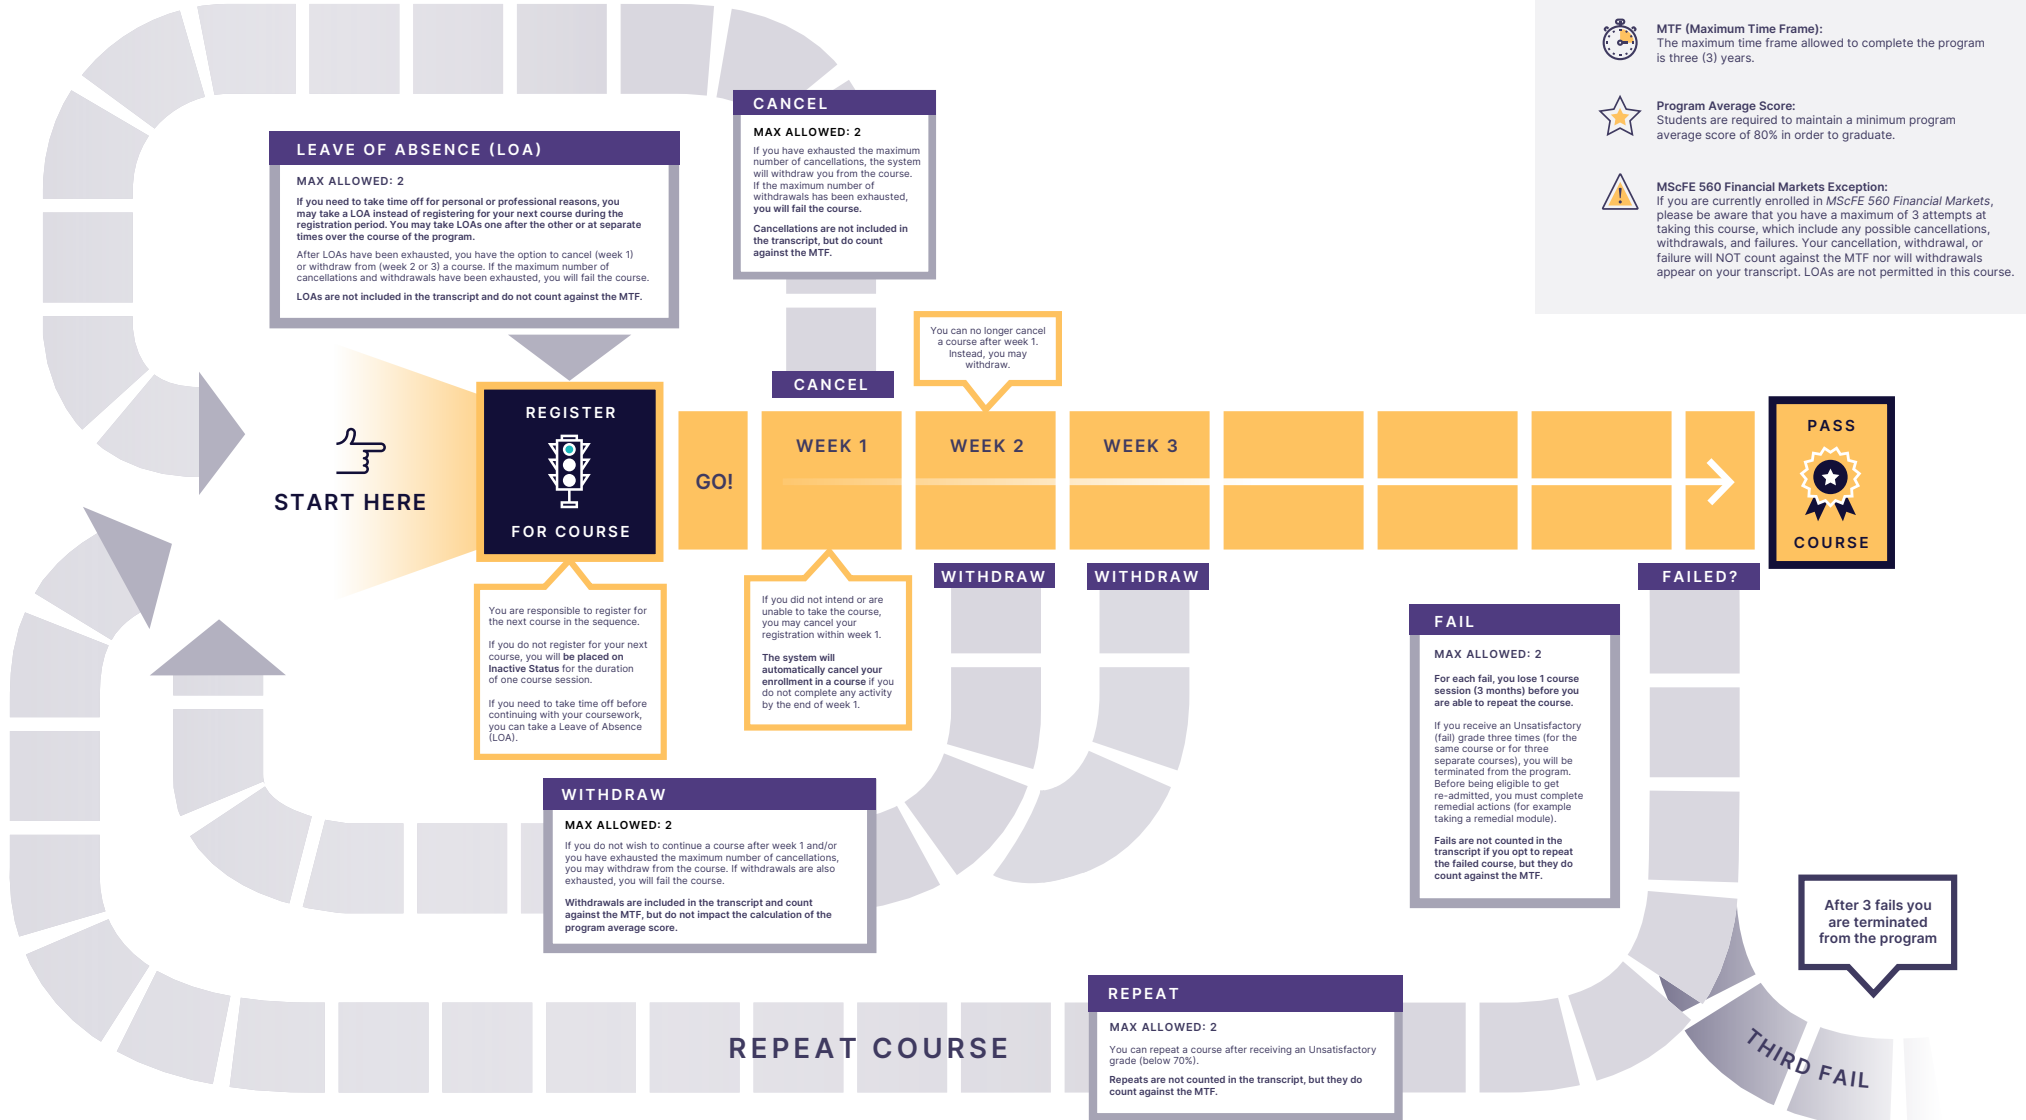 MTF (Maximum Time Frame):
The maximum time frame allowed to complete the program
is three (3) years.
Program Average Score:
Students are required to maintain a minimum program
average score of 80% in order to graduate.
MScFE 560 Financial Markets Exception:
If you are currently enrolled in MScFE 560 Financial Markets,
please be aware that you have a maximum of 3 attempts at
taking this course, which include any possible cancellations,
withdrawals, and failures. Your cancellation, withdrawal, or
failure will NOT count against the MTF nor will withdrawals
appear on your transcript. LOAs are not permitted in this course.
CANCEL
MAX ALLOWED: 2
If you have exhausted the maximum
number of cancellations, the system
will withdraw you from the course.
If the maximum number of
withdrawals has been exhausted,
you will fail the course.
Cancellations are not included in
the transcript, but do count
against the MTF.
LEAVE OF ABSENCE (LOA)
MAX ALLOWED: 2
If you need to take time off for personal or professional reasons, you
may take a LOA instead of registering for your next course during the
registration period. You may take LOAs one after the other or at separate
times over the course of the program.
After LOAs have been exhausted, you have the option to cancel (week 1)
or withdraw from (week 2 or 3) a course. If the maximum number of
cancellations and withdrawals have been exhausted, you will fail the course.
LOAs are not included in the transcript and do not count against the MTF.
You can no longer cancel
a course after week 1.
Instead, you may
withdraw.
CANCEL
START HERE
REGISTER
FOR COURSE
GO!
WEEK 1
WEEK 2
WEEK 3
PASS
COURSE
You are responsible to register for
the next course in the sequence.
If you do not register for your next
course, you will be placed on
Inactive Status for the duration
of one course session.
If you need to take time off before
continuing with your coursework,
you can take a Leave of Absence
(LOA).
If you did not intend or are
unable to take the course,
you may cancel your
registration within week 1.
The system will
automatically cancel your
enrollment in a course if you
do not complete any activity
by the end of week 1.
WITHDRAW
WITHDRAW
FAILED?
FAIL
MAX ALLOWED: 2
For each fail, you lose 1 course
session (3 months) before you
are able to repeat the course.
If you receive an Unsatisfactory
(fail) grade three times (for the
same course or for three
separate courses), you will be
terminated from the program.
Before being eligible to get
re-admitted, you must complete
remedial actions (for example
taking a remedial module).
Fails are not counted in the
transcript if you opt to repeat
the failed course, but they do
count against the MTF.
WITHDRAW
MAX ALLOWED: 2
If you do not wish to continue a course after week 1 and/or
you have exhausted the maximum number of cancellations,
you may withdraw from the course. If withdrawals are also
exhausted, you will fail the course.
Withdrawals are included in the transcript and count
against the MTF, but do not impact the calculation of the
program average score.
After 3 fails you
are terminated
from the program
REPEAT COURSE
REPEAT
MAX ALLOWED: 2
You can repeat a course after receiving an Unsatisfactory
grade (below 70%).
Repeats are not counted in the transcript, but they do
count against the MTF.
THIRD FAIL